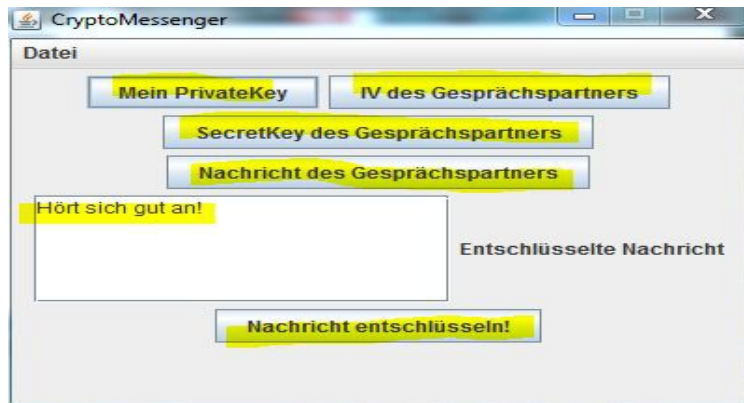 CryptoMessenger
Datei
Mein PrivateKey
IV des Gesprächspartners
SecretKey des Gesprächspartners
Nachricht des Gesprächspartners
Hört sich gut an!
Entschlüsselte Nachricht
Nachricht entschlüsseln!